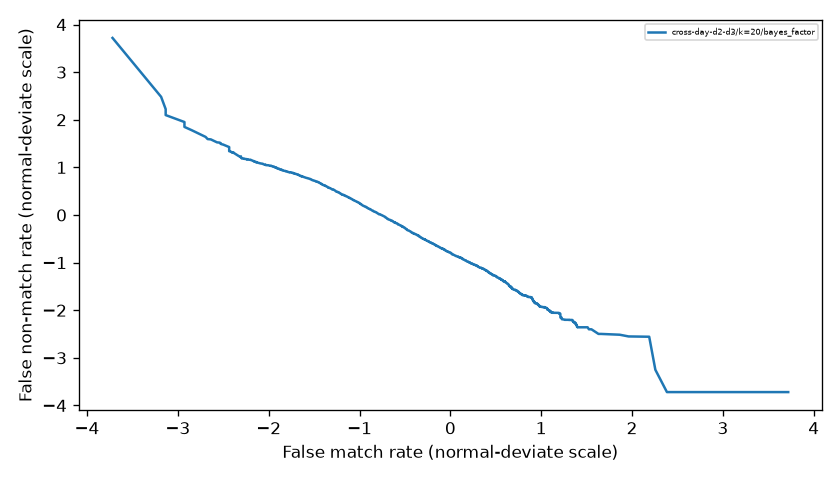 cross-day-d2-d3/k=20/bayes_factor
False non-match rate (normal-deviate scale)
4
3
2
1
0
−1
−2
−3
−4
−4 −3 −2 −1 0 1 2 3 4
False match rate (normal-deviate scale)